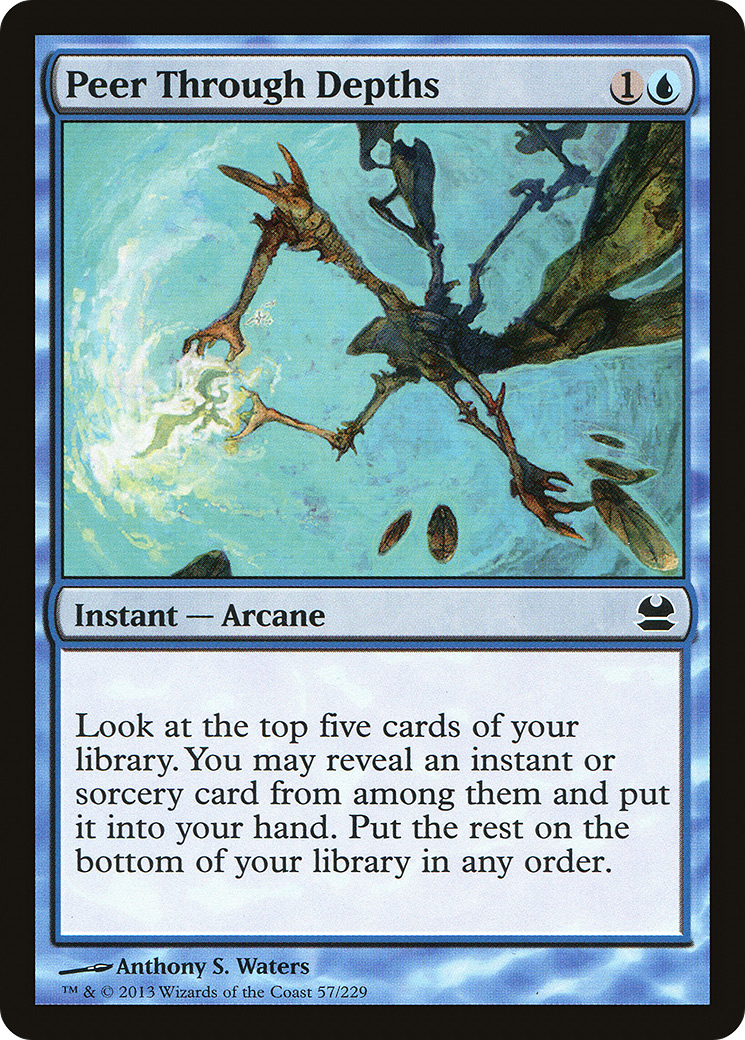 Peer Through Depths
1
Instant — Arcane
Look at the top five cards of your
library. You may reveal an instant or
sorcery card from among them and put
it into your hand. Put the rest on the
bottom of your library in any order.
Anthony S. Waters
™ & © 2013 Wizards of the Coast 57/229